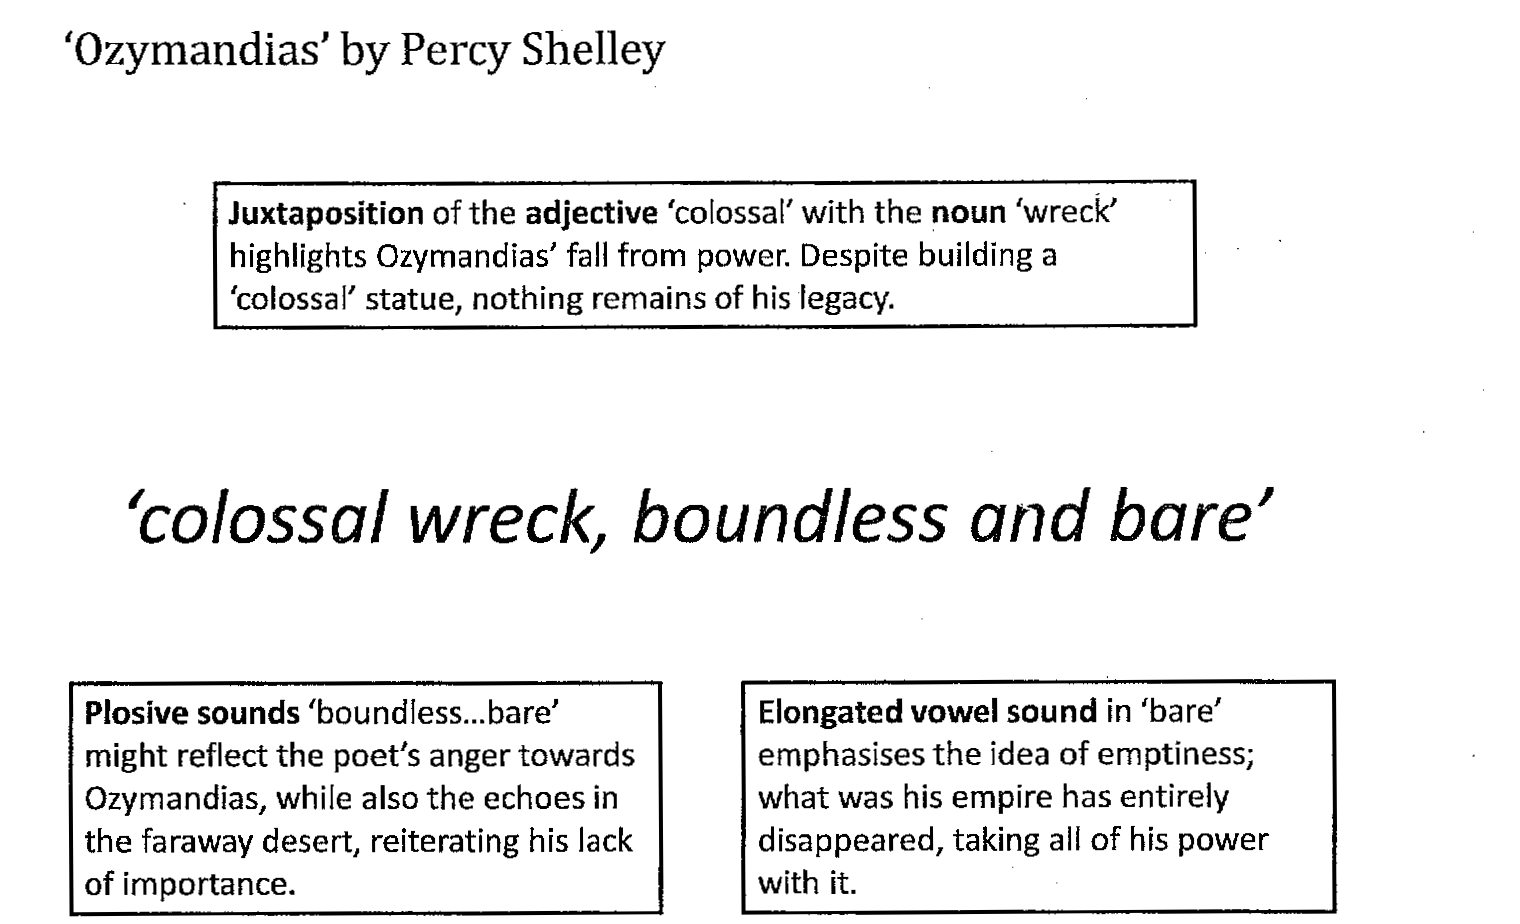 ‘Ozymandias’ by Percy Shelley
Juxtaposition of the adjective ‘colossal’ with the noun ‘wreck’
highlights Ozymandias’ fall from power. Despite building a
‘colossal’ statue, nothing remains of his legacy.
‘colossal wreck, boundless and bare’
Plosive sounds ‘boundless...bare’
might reflect the poet’s anger towards
Ozymandias, while also the echoes in
the faraway desert, reiterating his lack
of importance.
Elongated vowel sound in ‘bare’
emphasises the idea of emptiness;
what was his empire has entirely
disappeared, taking all of his power
with it.